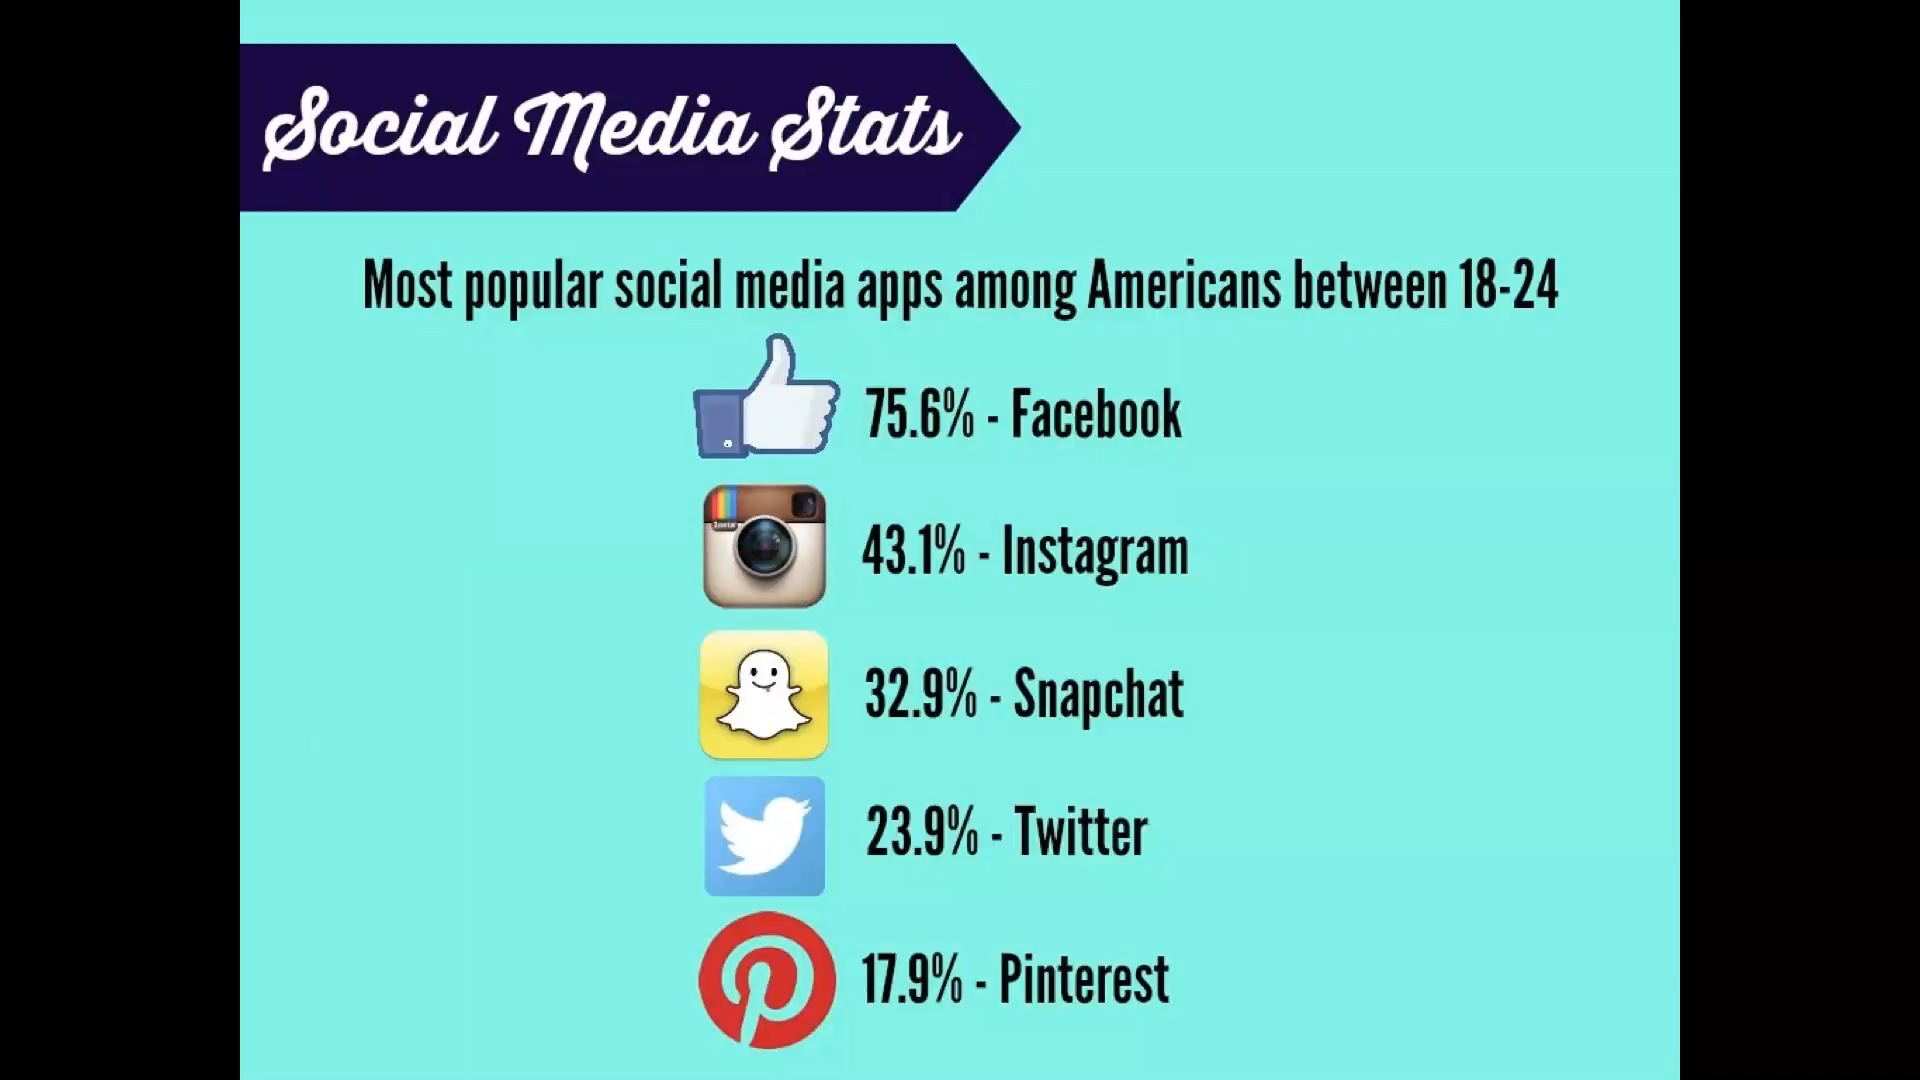 Social Media Stats
Most popular social media apps among Americans between 18-24
75.6% - Facebook
43.1% - Instagram
32.9% - Snapchat
23.9% - Twitter
17.9% - Pinterest